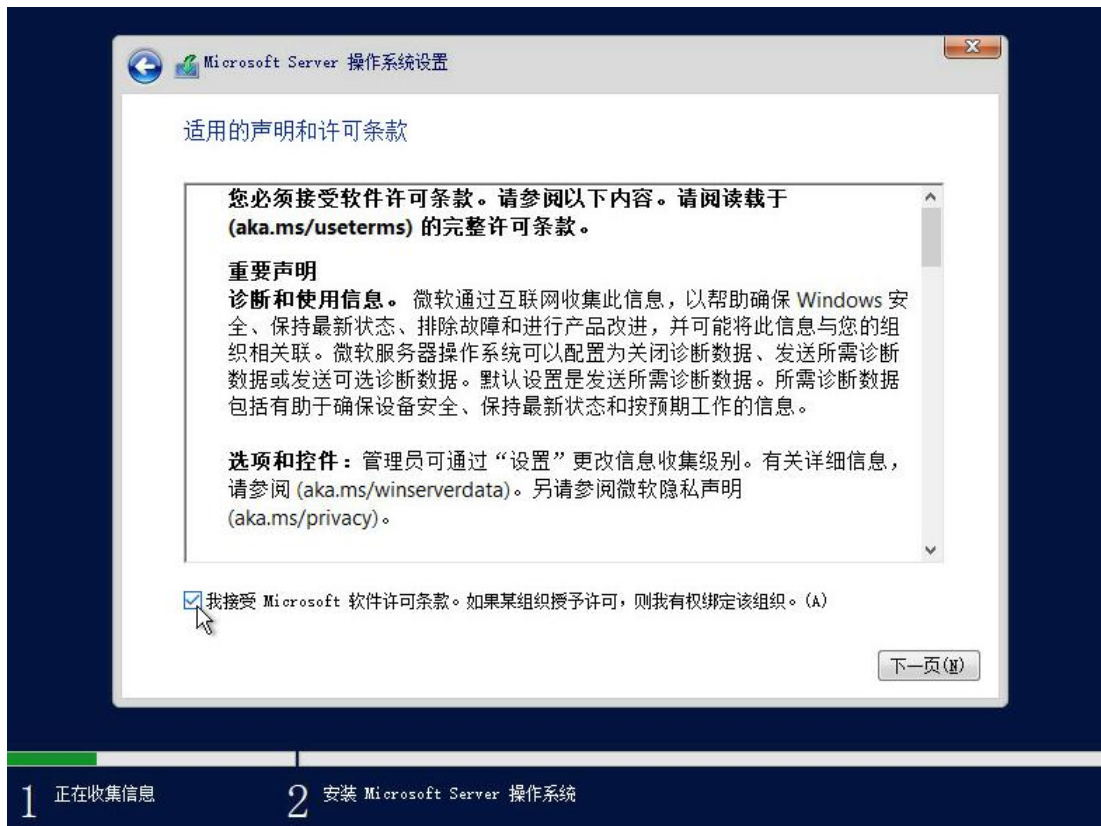 Microsoft Server 操作系统设置
适用的声明和许可条款
您必须接受软件许可条款。请参阅以下内容。请阅读载于
(aka.ms/useterms) 的完整许可条款。
重要声明
诊断和使用信息。 微软通过互联网收集此信息，以帮助确保 Windows 安
全、保持最新状态、排除故障和进行产品改进，并可能将此信息与您的组
织相关联。微软服务器操作系统可以配置为关闭诊断数据、发送所需诊断
数据或发送可选诊断数据。默认设置是发送所需诊断数据。所需诊断数据
包括有助于确保设备安全、保持最新状态和按预期工作的信息。
选项和控件：管理员可通过“设置”更改信息收集级别。有关详细信息，
请参阅 (aka.ms/winserverdata)。另请参阅微软隐私声明
(aka.ms/privacy)。
我接受 Microsoft 软件许可条款。如果某组织授予许可，则我有权绑定该组织。(A)
下一页(N)
1 正在收集信息
2 安装 Microsoft Server 操作系统